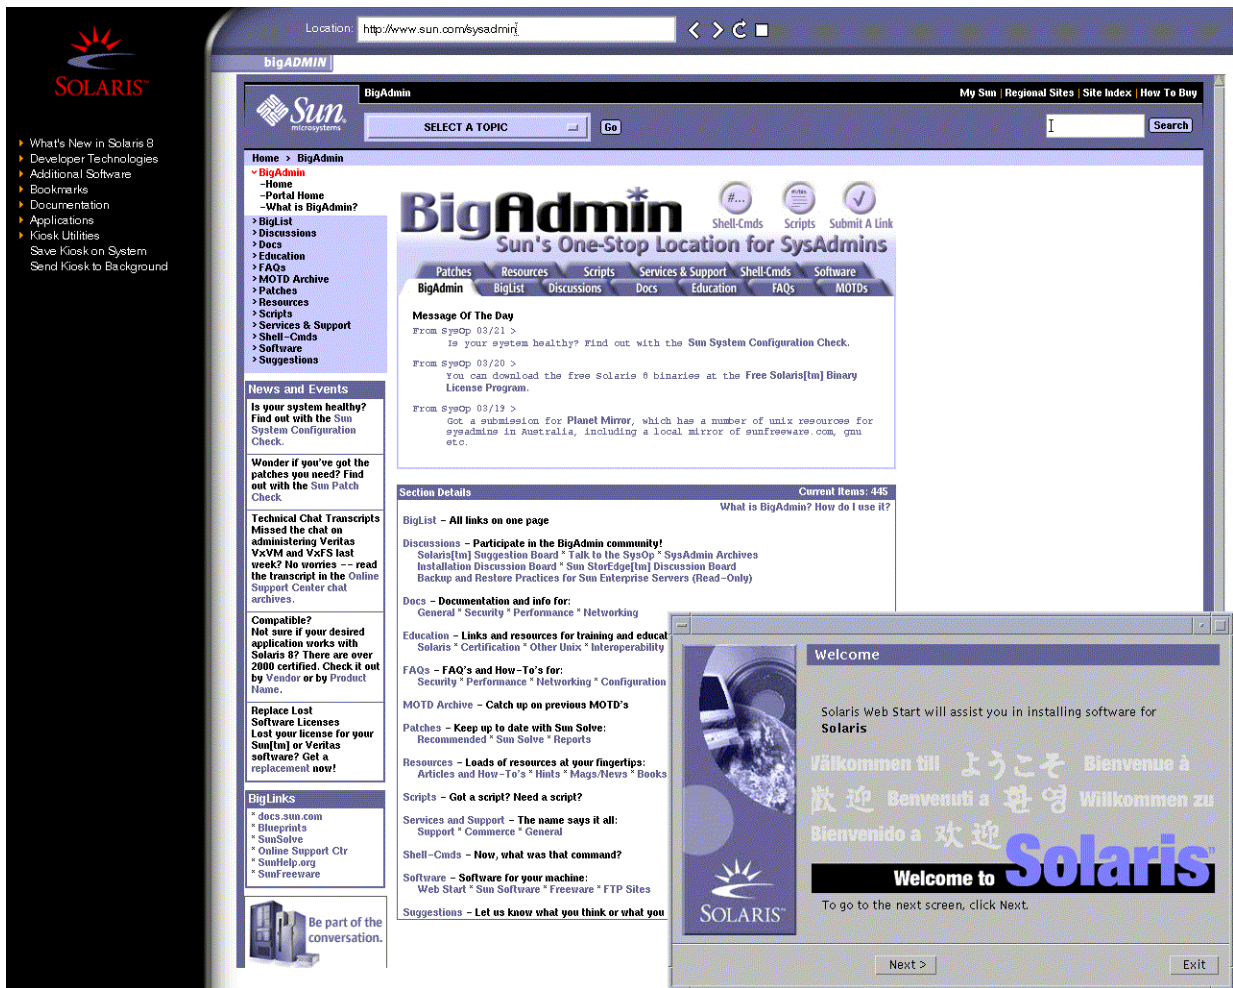 Location: http://www.sun.com/sysadmin
SOLARIS™
What's New in Solaris 8
Developer Technologies
Additional Software
Bookmarks
Documentation
Applications
Kiosk Utilities
Save Kiosk on System
Send Kiosk to Background
bigADMIN
Sun
microsystems
BigAdmin
My Sun | Regional Sites | Site Index | How To Buy
SELECT A TOPIC
Go
Search
Home > BigAdmin
BigAdmin
-Home
-Portal Home
-What is BigAdmin?
> BigList
> Discussions
> Docs
> Education
> FAQs
> MOTD Archive
> Patches
> Resources
> Scripts
> Services & Support
> Shell-Cmds
> Software
> Suggestions
News and Events
Is your system healthy?
Find out with the Sun
System Configuration
Check.
Wonder if you've got the
patches you need? Find
out with the Sun Patch
Check
Technical Chat Transcripts
Missed the chat on
administering Veritas
VxVM and VxFS last
week? No worries -- read
the transcript in the Online
Support Center chat
archives.
Compatible?
Not sure if your desired
application works with
Solaris 8? There are over
2000 certified. Check it out
by Vendor or by Product
Name.
Replace Lost
Software Licenses
Lost your license for your
Sun[tm] or Veritas
software? Get a
replacement now!
BigLinks
* docs.sun.com
* Blueprints
* SunSolve
* Online Support Ctr
* SunHelp.org
* SunFreeware
Be part of the
conversation.
BigAdmin
#...
#!/bin
Shell-Cmds Scripts Submit A Link
Sun's One-Stop Location for SysAdmins
Patches Resources Scripts Services & Support Shell-Cmds Software
BigAdmin BigList Discussions Docs Education FAQs MOTDs
Message Of The Day
From SysOp 03/21 >
Is your system healthy? Find out with the Sun System Configuration Check.
From SysOp 03/20 >
You can download the free Solaris 8 binaries at the Free Solaris[tm] Binary
License Program.
From SysOp 03/19 >
Got a submission for Planet Mirror, which has a number of unix resources for
sysadmins in Australia, including a local mirror of sunfreeware.com, gnu
etc.
Section Details Current Items: 445
What is BigAdmin? How do I use it?
BigList - All links on one page
Discussions - Participate in the BigAdmin community!
Solaris[tm] Suggestion Board * Talk to the SysOp * SysAdmin Archives
Installation Discussion Board * Sun StorEdge[tm] Discussion Board
Backup and Restore Practices for Sun Enterprise Servers (Read-Only)
Docs - Documentation and info for:
General * Security * Performance * Networking
Education - Links and resources for training and educat
Solaris * Certification * Other Unix * Interoperability
FAQs - FAQ's and How-To's for:
Security * Performance * Networking * Configuration
MOTD Archive - Catch up on previous MOTD's
Patches - Keep up to date with Sun Solve:
Recommended * Sun Solve * Reports
Resources - Loads of resources at your fingertips:
Articles and How-To's * Hints * Mags/News * Books
Scripts - Got a script? Need a script?
Services and Support - The name says it all:
Support * Commerce * General
Shell-Cmds - Now, what was that command?
Software - Software for your machine:
Web Start * Sun Software * Freeware * FTP Sites
Suggestions - Let us know what you think or what you
Welcome
Solaris Web Start will assist you in installing software for
Solaris
Välkommen till ようこそ Bienvenue à
歡迎 Benvenuti a 환영 Willkommen zu
Bienvenido a 欢迎
Welcome to Solaris
To go to the next screen, click Next.
SOLARIS™
Next >
Exit